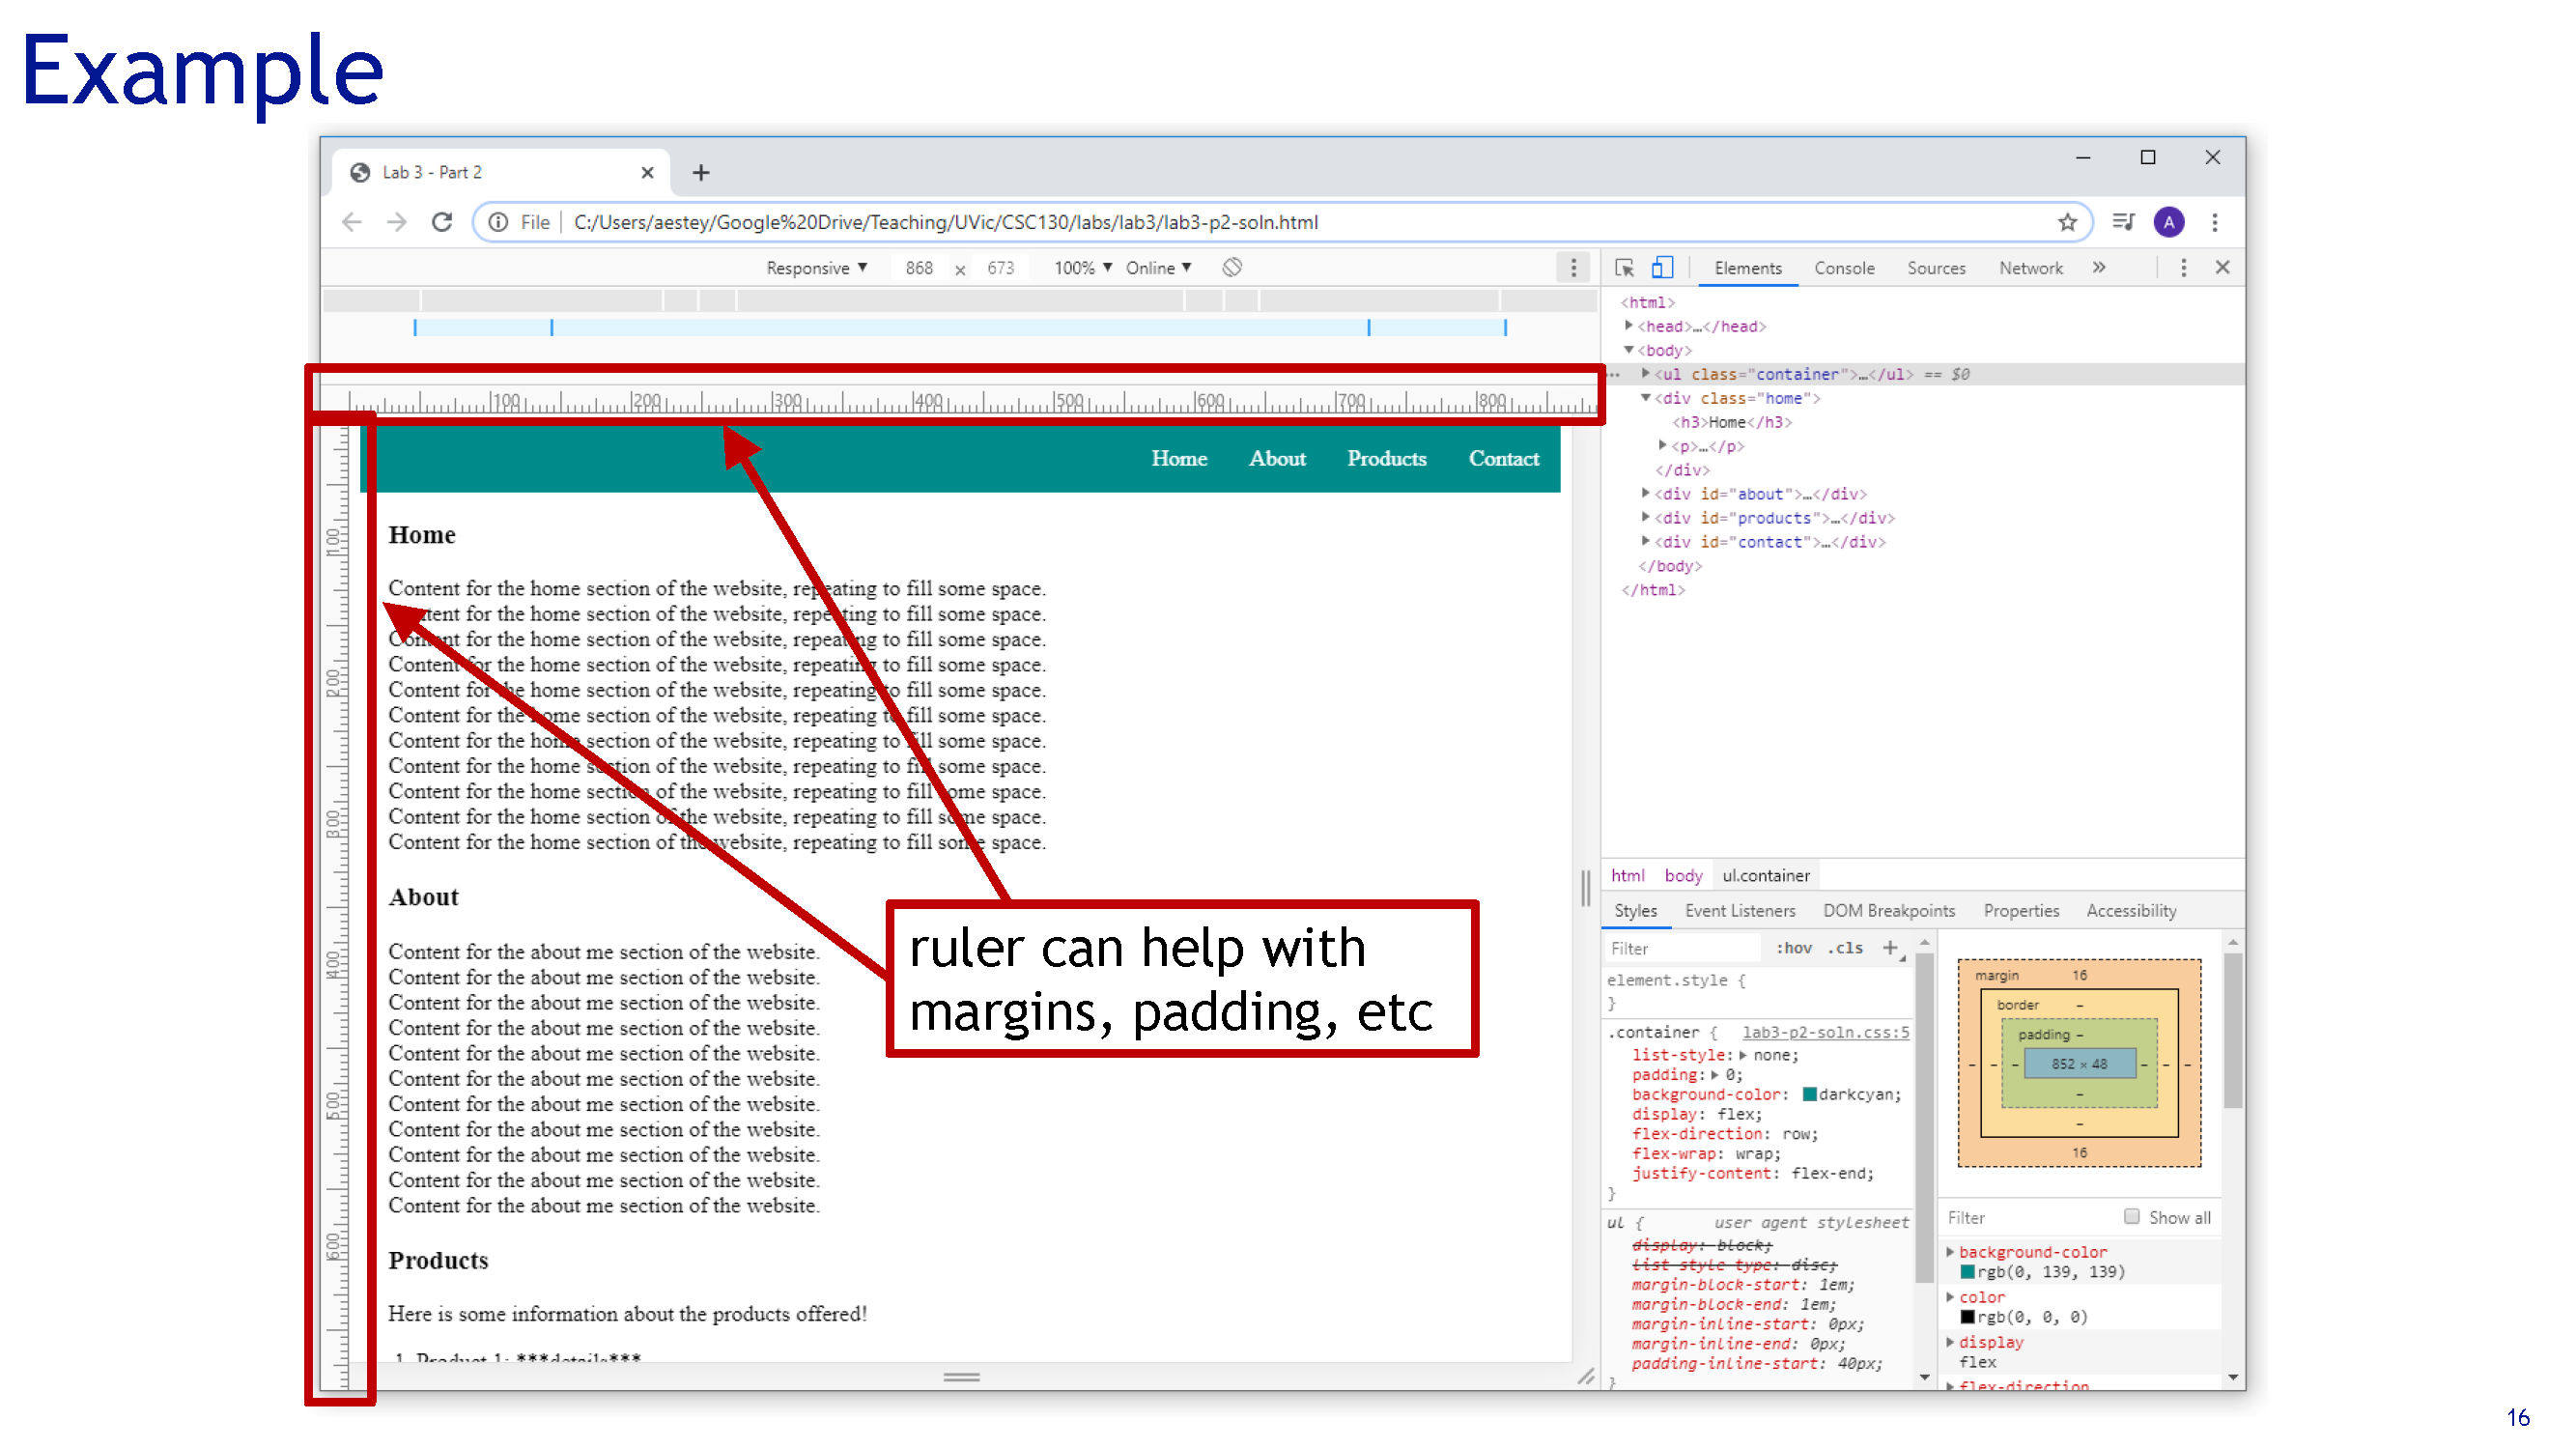 Example
Lab 3 - Part 2
File | C:/Users/aestey/Google%20Drive/Teaching/UVic/CSC130/labs/lab3/lab3-p2-soln.html
A
Responsive ▼ 868 × 673 100% ▼ Online ▼
100 200 300 400 500 600 700 800
100
200
300
400
500
600
Home About Products Contact
Home
Content for the home section of the website, repeating to fill some space.
Content for the home section of the website, repeating to fill some space.
Content for the home section of the website, repeating to fill some space.
Content for the home section of the website, repeating to fill some space.
Content for the home section of the website, repeating to fill some space.
Content for the home section of the website, repeating to fill some space.
Content for the home section of the website, repeating to fill some space.
Content for the home section of the website, repeating to fill some space.
Content for the home section of the website, repeating to fill some space.
Content for the home section of the website, repeating to fill some space.
Content for the home section of the website, repeating to fill some space.
About
Content for the about me section of the website.
Content for the about me section of the website.
Content for the about me section of the website.
Content for the about me section of the website.
Content for the about me section of the website.
Content for the about me section of the website.
Content for the about me section of the website.
Content for the about me section of the website.
Content for the about me section of the website.
Content for the about me section of the website.
Content for the about me section of the website.
Products
Here is some information about the products offered!
1. Product 1: ***details***
ruler can help with
margins, padding, etc
Elements Console Sources Network »
<html>
▶<head>…</head>
▼<body>
… ▶<ul class="container">…</ul> == $0
▼<div class="home">
<h3>Home</h3>
▶<p>…</p>
</div>
▶<div id="about">…</div>
▶<div id="products">…</div>
▶<div id="contact">…</div>
</body>
</html>
html body ul.container
Styles Event Listeners DOM Breakpoints Properties Accessibility
Filter :hov .cls +
element.style {
}
.container { lab3-p2-soln.css:5
list-style:▶ none;
padding:▶ 0;
background-color: darkcyan;
display: flex;
flex-direction: row;
flex-wrap: wrap;
justify-content: flex-end;
}
ul { user agent stylesheet
display: block;
list-style-type: disc;
margin-block-start: 1em;
margin-block-end: 1em;
margin-inline-start: 0px;
margin-inline-end: 0px;
padding-inline-start: 40px;
}
margin 16
border –
padding –
– – – 852 × 48 – – –
–
–
16
Filter Show all
▶background-color
rgb(0, 139, 139)
▶color
rgb(0, 0, 0)
▶display
flex
▶flex-direction
16